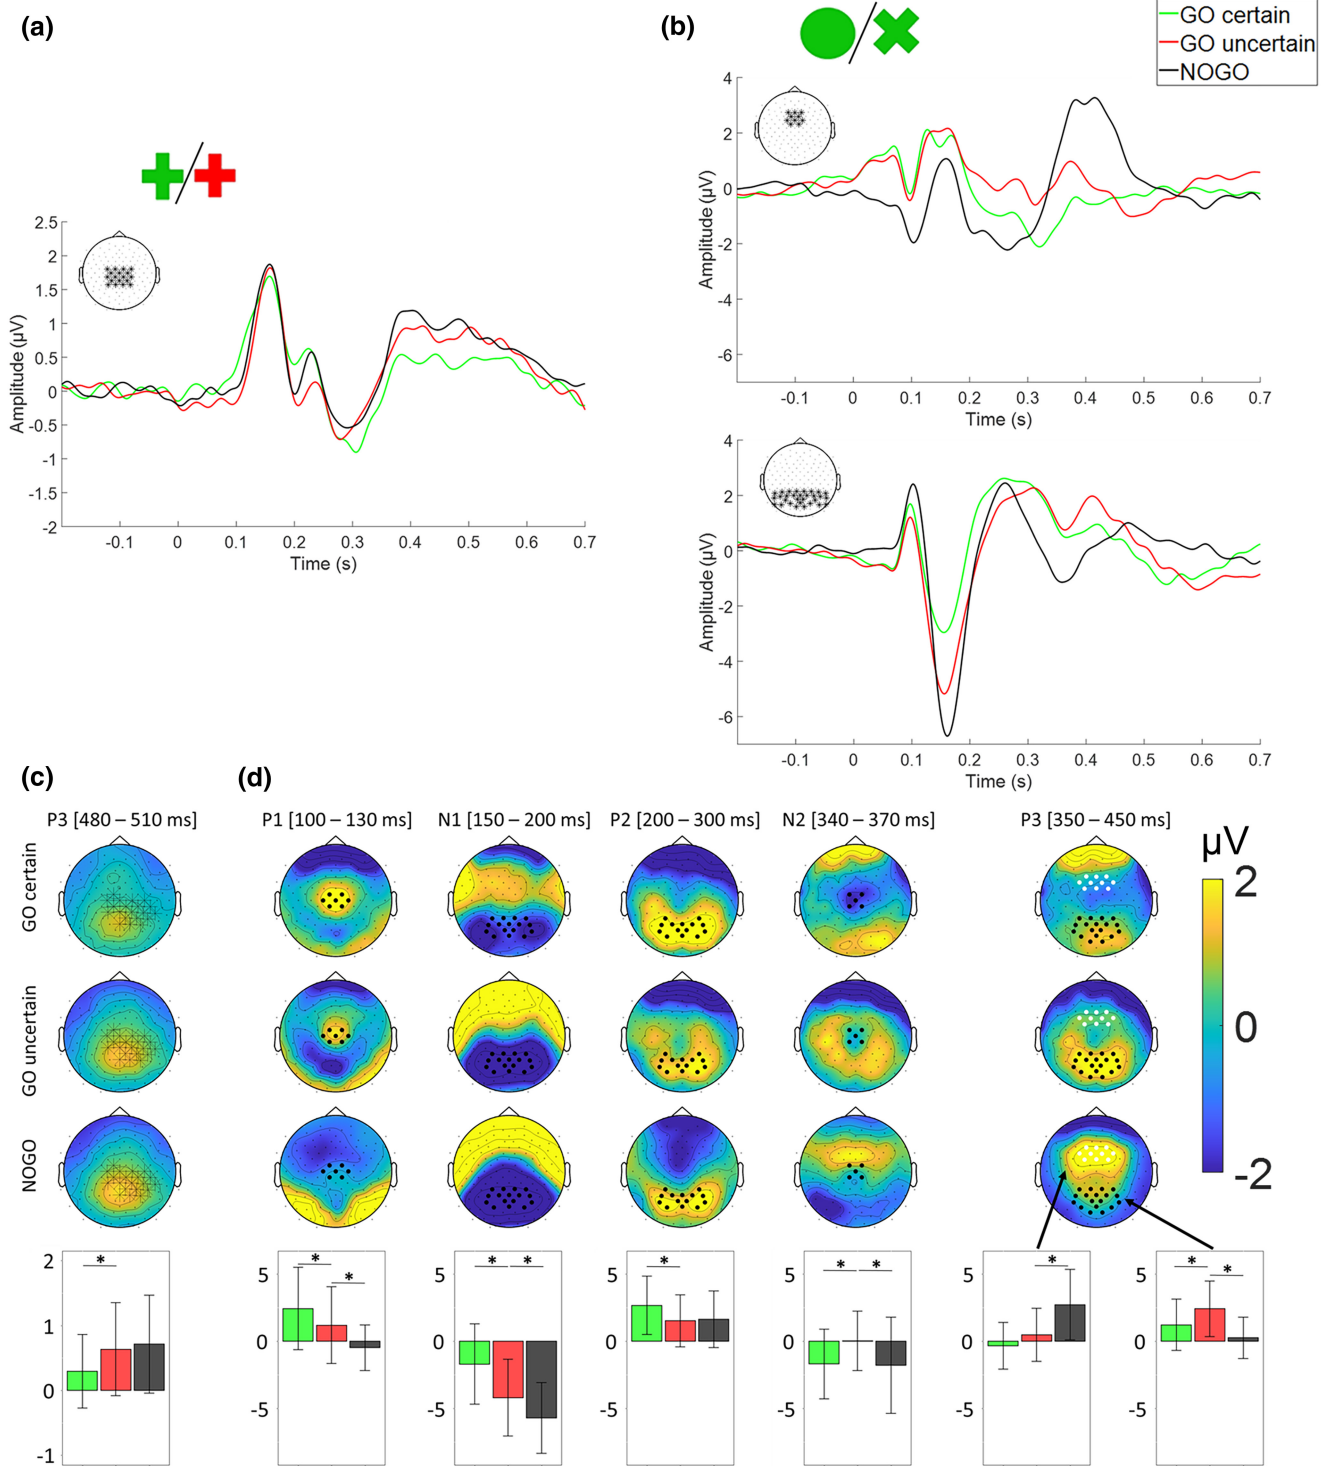 (a)
(b)
GO certain
GO uncertain
NOGO
2.5
2
1.5
1
0.5
0
-0.5
-1
-1.5
-2
Amplitude (µV)
-0.1 0 0.1 0.2 0.3 0.4 0.5 0.6 0.7
Time (s)
4
2
0
-2
-4
-6
Amplitude (µV)
-0.1 0 0.1 0.2 0.3 0.4 0.5 0.6 0.7
Time (s)
4
2
0
-2
-4
-6
Amplitude (µV)
-0.1 0 0.1 0.2 0.3 0.4 0.5 0.6 0.7
Time (s)
(c)
(d)
P3 [480 – 510 ms]
P1 [100 – 130 ms]
N1 [150 – 200 ms]
P2 [200 – 300 ms]
N2 [340 – 370 ms]
P3 [350 – 450 ms]
GO certain
GO uncertain
NOGO
µV
2
0
-2
2
1
0
-1
*
5
0
-5
* *
5
0
-5
* *
5
0
-5
*
5
0
-5
* *
5
0
-5
*
5
0
-5
* *